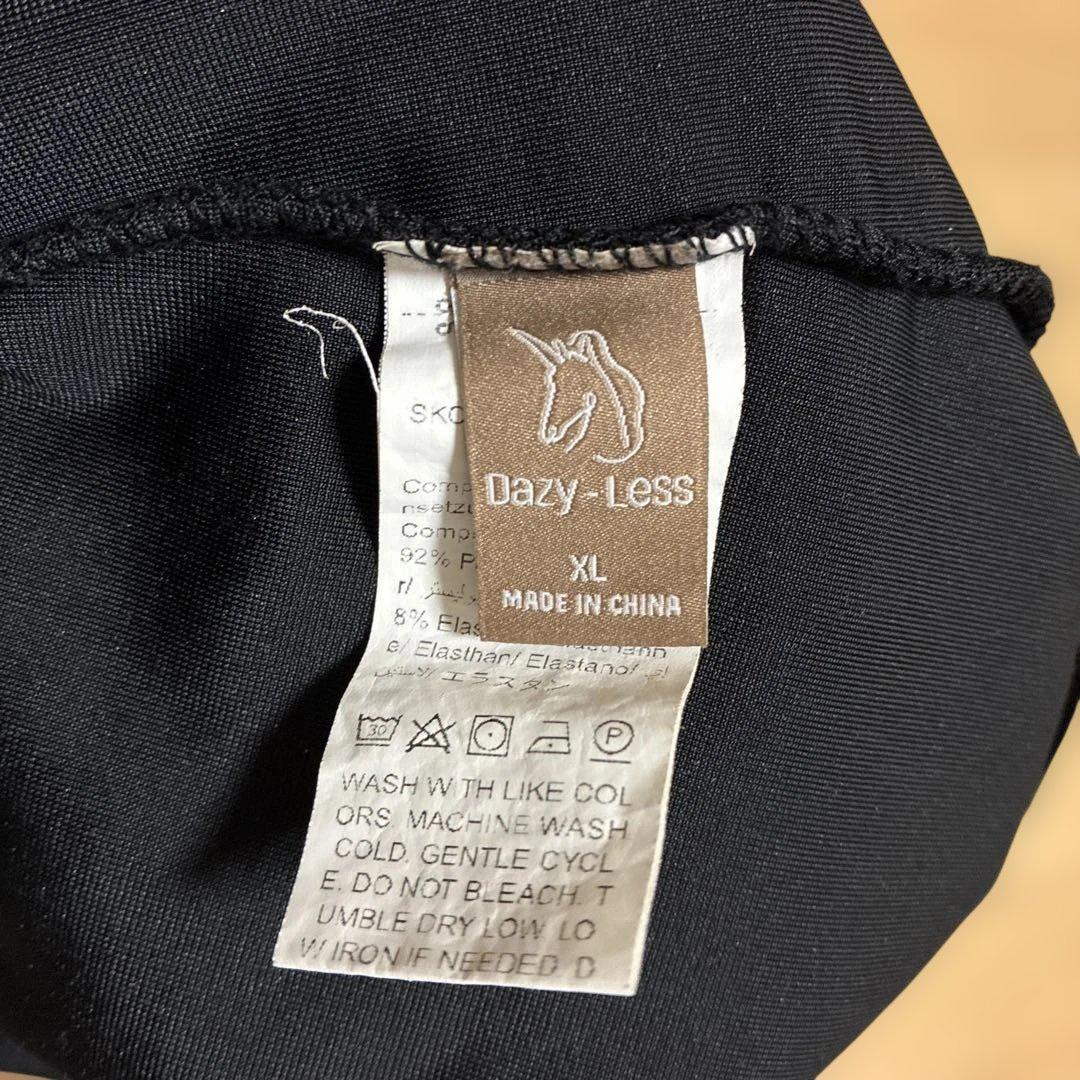 SKC
Dazy-Less
XL
MADE IN CHINA
Comp
nsetzu
Comp
92% P
r/
8% Elas
e/ Elasthan/ Elastano/
エラスタン
30
P
WASH WITH LIKE COL
ORS. MACHINE WASH
COLD. GENTLE CYCL
E. DO NOT BLEACH. T
UMBLE DRY LOW. LO
W IRON IF NEEDED. D